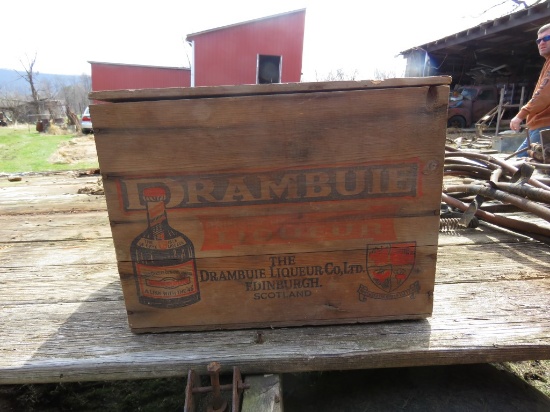 DRAMBUIE
LIQUEUR
THE
DRAMBUIE LIQUEUR CO., LTD.
EDINBURGH.
SCOTLAND